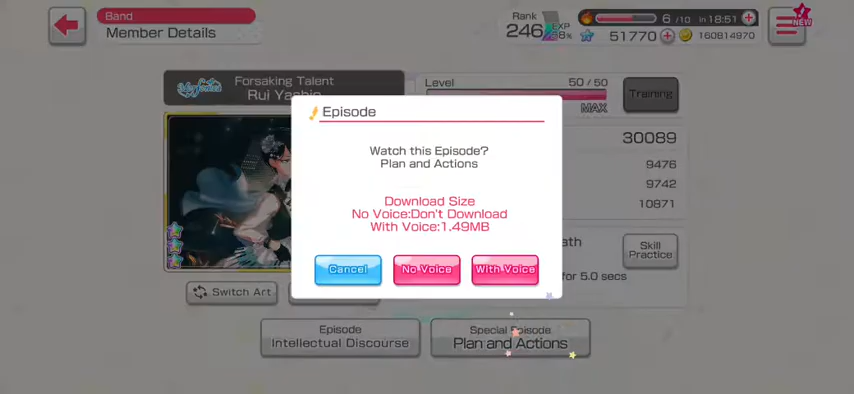 Band
Member Details
Rank
246
EXP
6/10 In 18:51
51770
160814970
NEW
Morfonica
Forsaking Talent
Rui Yashio
Level
50/50
MAX
Training
30089
9476
9742
10871
Skill
Practice
for 5.0 secs
Episode
Watch this Episode?
Plan and Actions
Download Size
No Voice:Don't Download
With Voice:1.49MB
Cancel
No Voice
With Voice
Switch Art
Episode
Intellectual Discourse
Special Episode
Plan and Actions